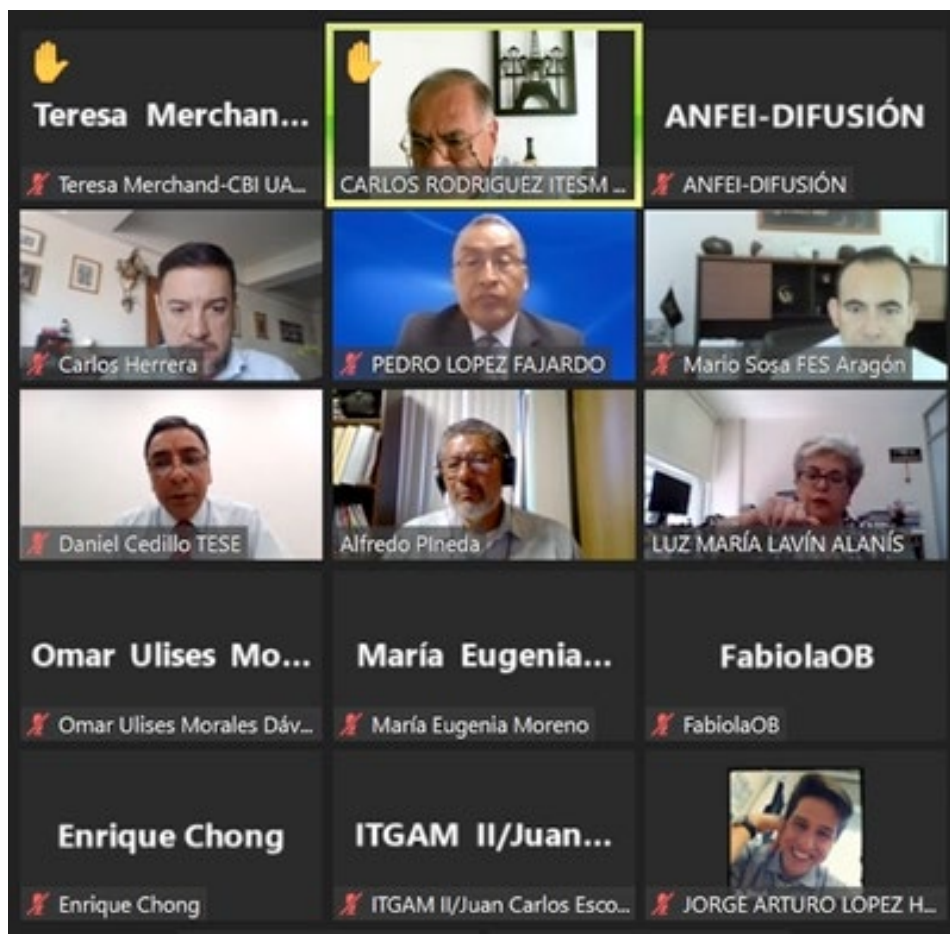 Teresa Merchan...
Teresa Merchand-CBI UA...
CARLOS RODRIGUEZ ITESM ...
ANFEI-DIFUSIÓN
ANFEI-DIFUSIÓN
Carlos Herrera
PEDRO LOPEZ FAJARDO
Mario Sosa FES Aragón
Daniel Cedillo TESE
Alfredo PIneda
LUZ MARÍA LAVÍN ALANÍS
Omar Ulises Mo...
Omar Ulises Morales Dáv...
María Eugenia...
María Eugenia Moreno
FabiolaOB
FabiolaOB
Enrique Chong
Enrique Chong
ITGAM II/Juan...
ITGAM II/Juan Carlos Esco...
JORGE ARTURO LOPEZ H...